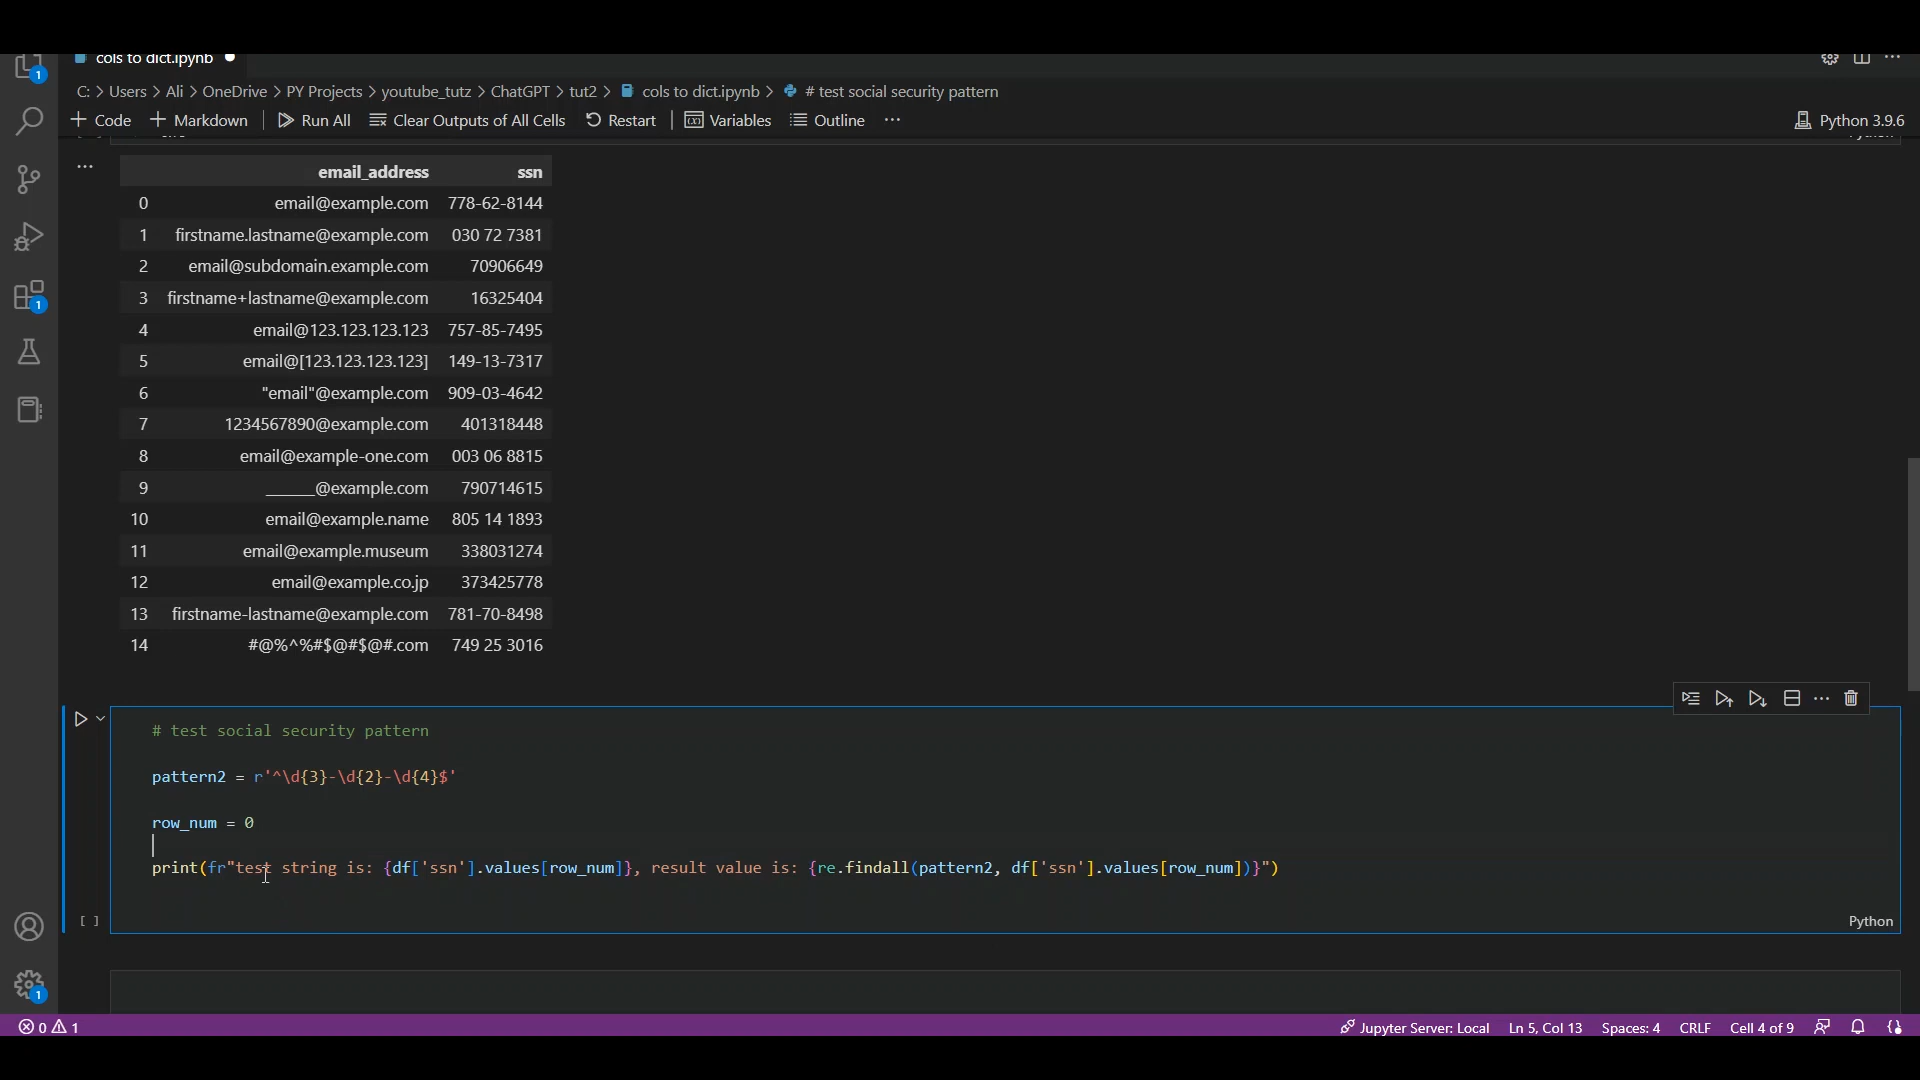 cols to dict.ipynb
C: > Users > Ali > OneDrive > PY Projects > youtube_tutz > ChatGPT > tut2 > cols to dict.ipynb > # test social security pattern
+ Code + Markdown Run All Clear Outputs of All Cells Restart Variables Outline ... Python 3.9.6
email_address ssn
0 email@example.com 778-62-8144
1 firstname.lastname@example.com 030 72 7381
2 email@subdomain.example.com 70906649
3 firstname+lastname@example.com 16325404
4 email@123.123.123.123 757-85-7495
5 email@[123.123.123.123] 149-13-7317
6 "email"@example.com 909-03-4642
7 1234567890@example.com 401318448
8 email@example-one.com 003 06 8815
9 ______@example.com 790714615
10 email@example.name 805 14 1893
11 email@example.museum 338031274
12 email@example.co.jp 373425778
13 firstname-lastname@example.com 781-70-8498
14 #@%^%#$@#$@#.com 749 25 3016
# test social security pattern
pattern2 = r'^\d{3}-\d{2}-\d{4}$'
row_num = 0
print(fr"test string is: {df['ssn'].values[row_num]}, result value is: {re.findall(pattern2, df['ssn'].values[row_num])}")
[ ] Python
0 1 Jupyter Server: Local Ln 5, Col 13 Spaces: 4 CRLF Cell 4 of 9